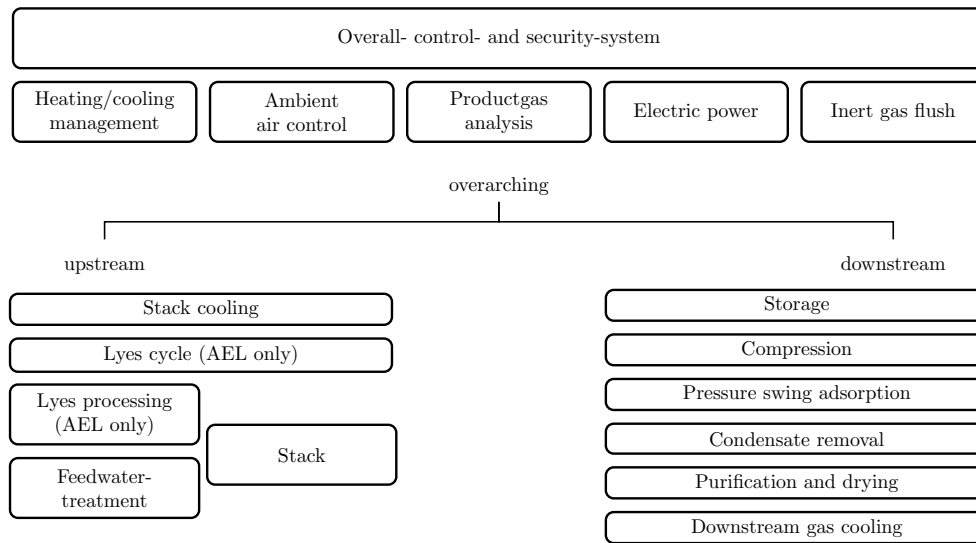 Overall- control- and security-system
Heating/cooling
management
Ambient
air control
Productgas
analysis
Electric power
Inert gas flush
overarching
upstream
downstream
Stack cooling
Lyes cycle (AEL only)
Lyes processing
(AEL only)
Feedwater-
treatment
Stack
Storage
Compression
Pressure swing adsorption
Condensate removal
Purification and drying
Downstream gas cooling